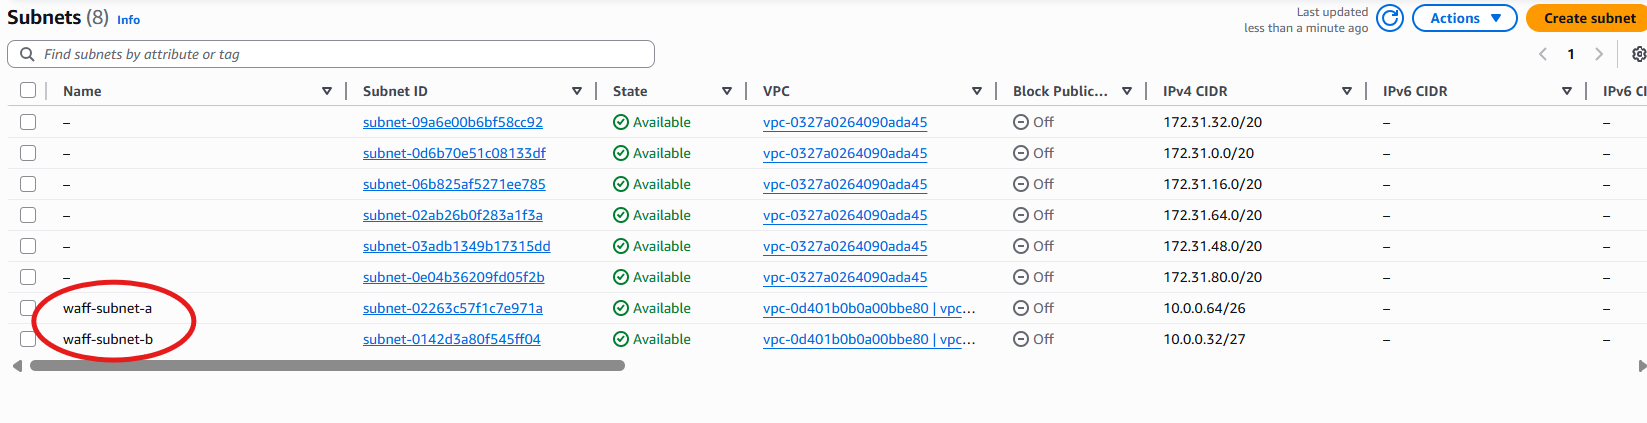 Subnets (8) Info
Last updated
less than a minute ago
Actions
Create subnet
Find subnets by attribute or tag
1
Name Subnet ID State VPC Block Public... IPv4 CIDR IPv6 CIDR IPv6 CI
– subnet-09a6e00b6bf58cc92 Available vpc-0327a0264090ada45 Off 172.31.32.0/20 – –
– subnet-0d6b70e51c08133df Available vpc-0327a0264090ada45 Off 172.31.0.0/20 – –
– subnet-06b825af5271ee785 Available vpc-0327a0264090ada45 Off 172.31.16.0/20 – –
– subnet-02ab26b0f283a1f3a Available vpc-0327a0264090ada45 Off 172.31.64.0/20 – –
– subnet-03adb1349b17315dd Available vpc-0327a0264090ada45 Off 172.31.48.0/20 – –
– subnet-0e04b36209fd05f2b Available vpc-0327a0264090ada45 Off 172.31.80.0/20 – –
waff-subnet-a subnet-02263c57f1c7e971a Available vpc-0d401b0b0a00bbe80 | vpc... Off 10.0.0.64/26 – –
waff-subnet-b subnet-0142d3a80f545ff04 Available vpc-0d401b0b0a00bbe80 | vpc... Off 10.0.0.32/27 – –